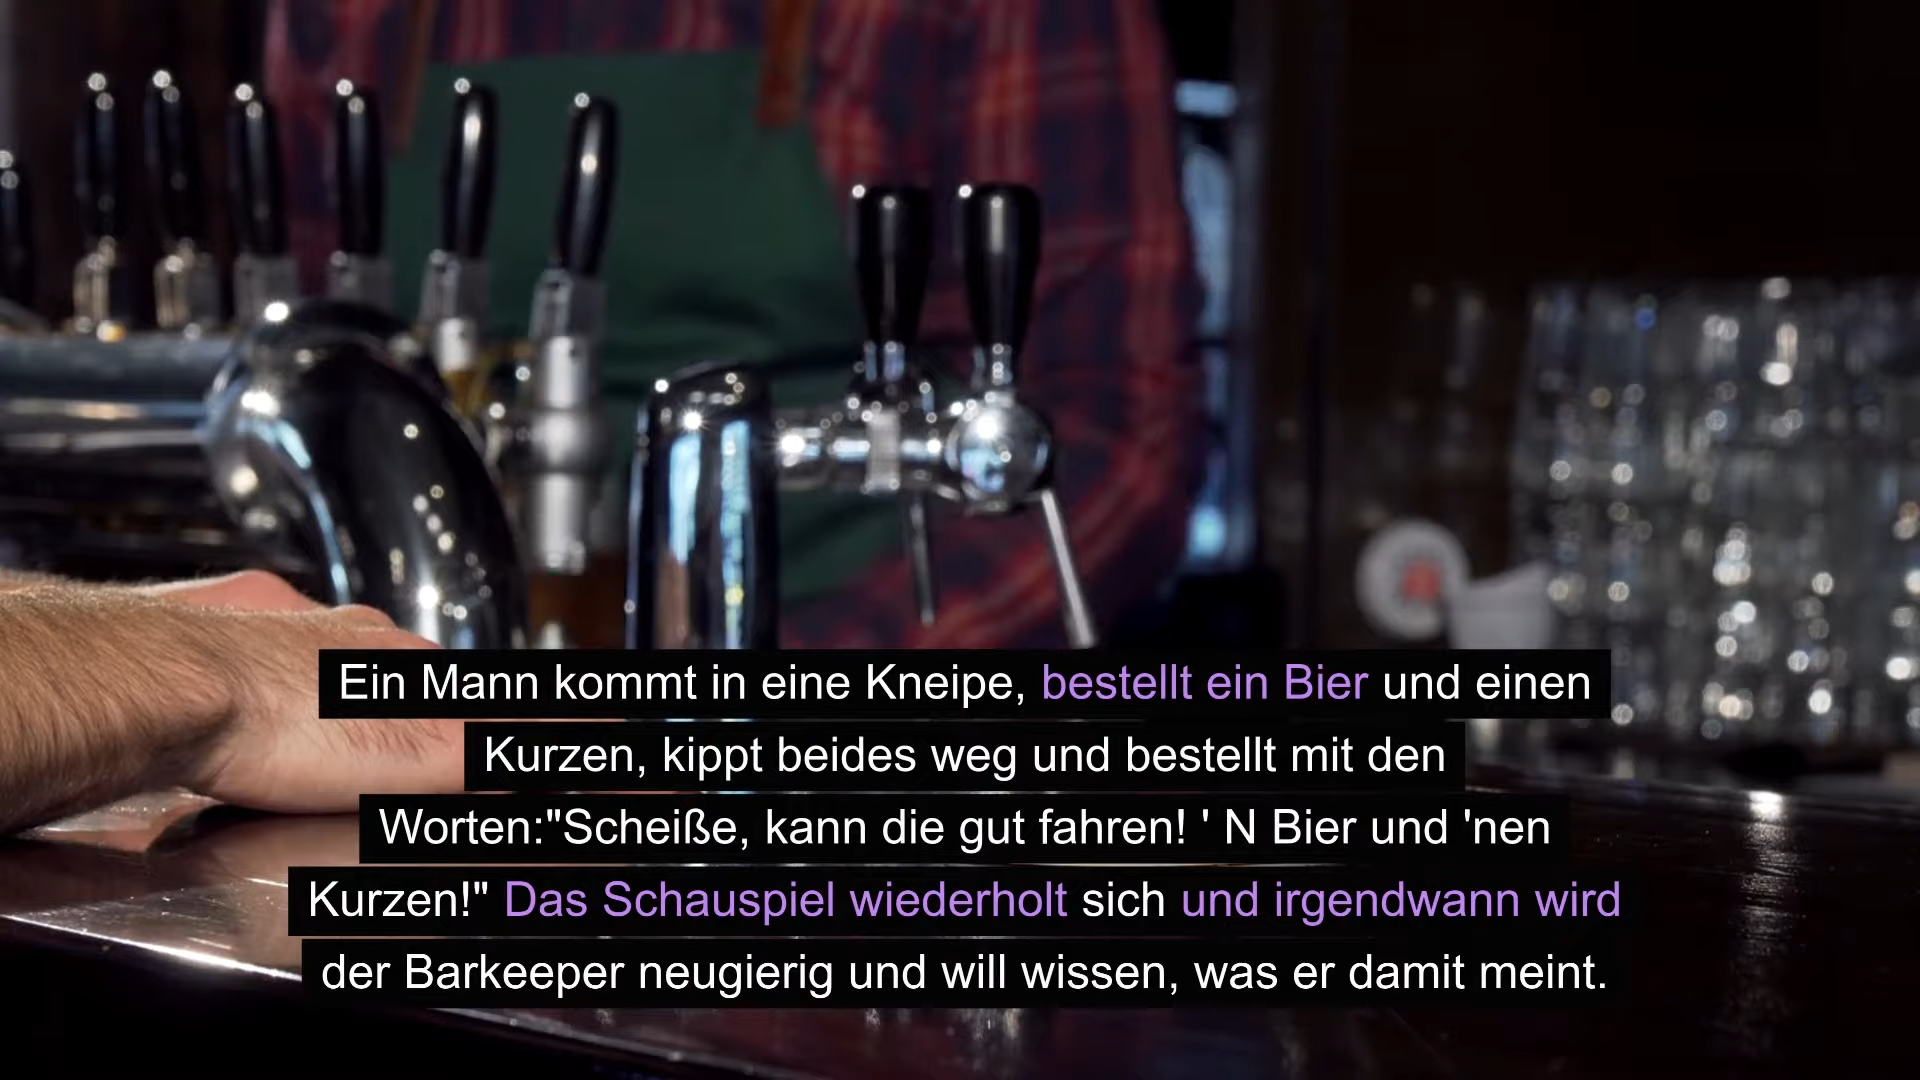 Ein Mann kommt in eine Kneipe, bestellt ein Bier und einen
Kurzen, kippt beides weg und bestellt mit den
Worten:"Scheiße, kann die gut fahren! ' N Bier und 'nen
Kurzen!" Das Schauspiel wiederholt sich und irgendwann wird
der Barkeeper neugierig und will wissen, was er damit meint.